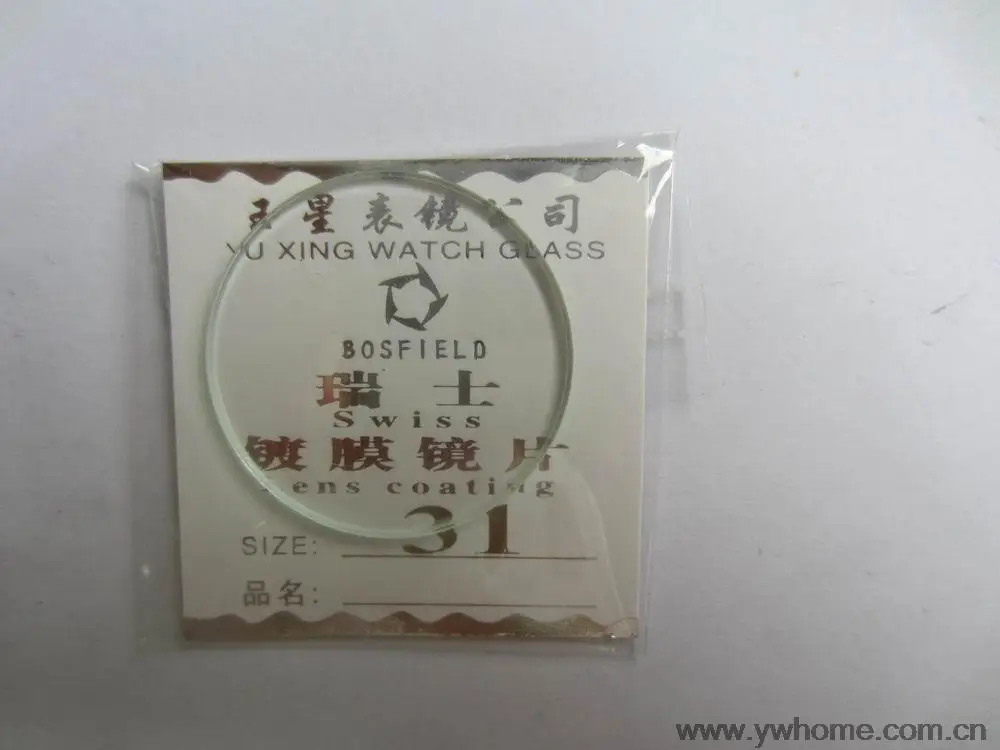 玉星表镜公司
YU XING WATCH GLASS
BOSFIELD
瑞士
Swiss
镀膜镜片
Lens coating
SIZE: 31
品名:
www.ywhome.com.cn